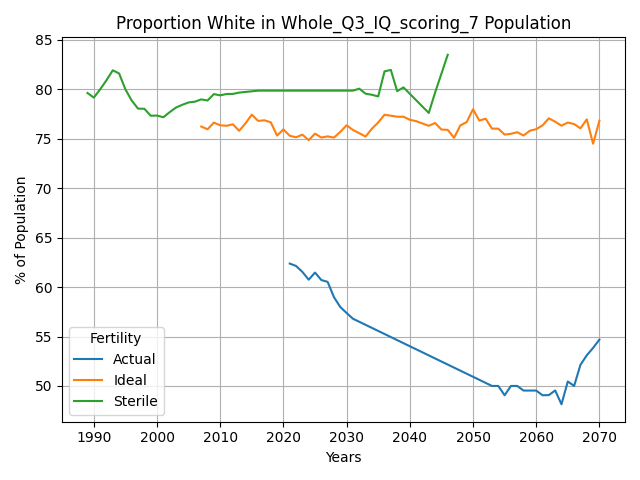 Proportion White in Whole_Q3_IQ_scoring_7 Population
% of Population
85
80
75
70
65
60
55
50
Fertility
Actual
Ideal
Sterile
1990 2000 2010 2020 2030 2040 2050 2060 2070
Years